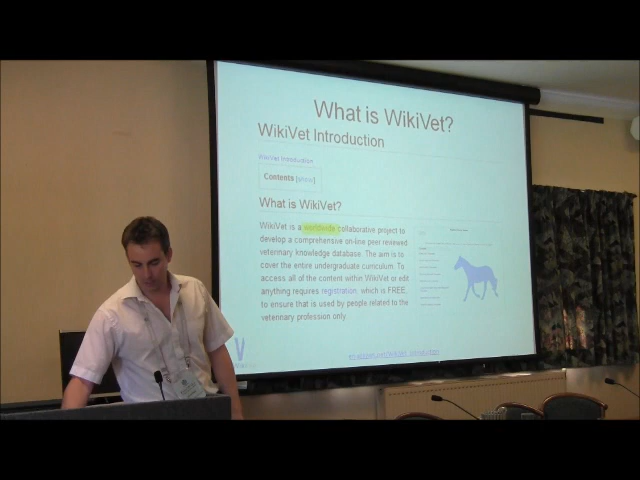 What is WikiVet?
WikiVet Introduction
WikiVet Introduction
Contents [show]
What is WikiVet?
WikiVet is a worldwide collaborative project to
develop a comprehensive on-line peer reviewed
veterinary knowledge database. The aim is to
cover the entire undergraduate curriculum. To
access all of the content within WikiVet or edit
anything requires registration, which is FREE,
to ensure that is used by people related to the
veterinary profession only.